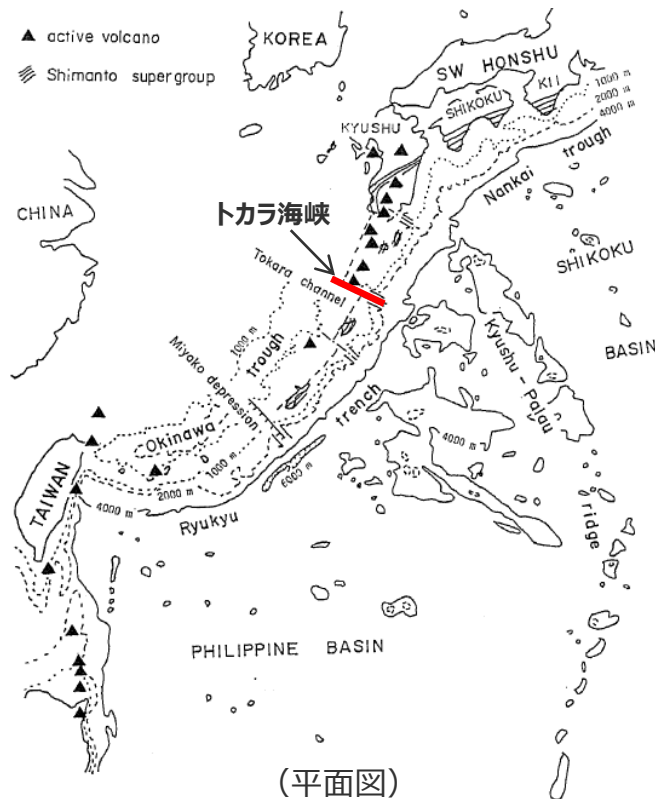 active volcano
Shimanto supergroup
KOREA
SW HONSHU
KII
SHIKOKU
KYUSHU
1000 m
2000 m
4000 m
Nankai trough
CHINA
トカラ海峡
Tokara channel
SHIKOKU
BASIN
1000 m
trough
Miyako depression
Okinawa
Kyushu - Palau
ridge
trench
4000 m
6000 m
1000 m
2000 m
4000 m
TAIWAN
Ryukyu
PHILIPPINE BASIN
(平面図)